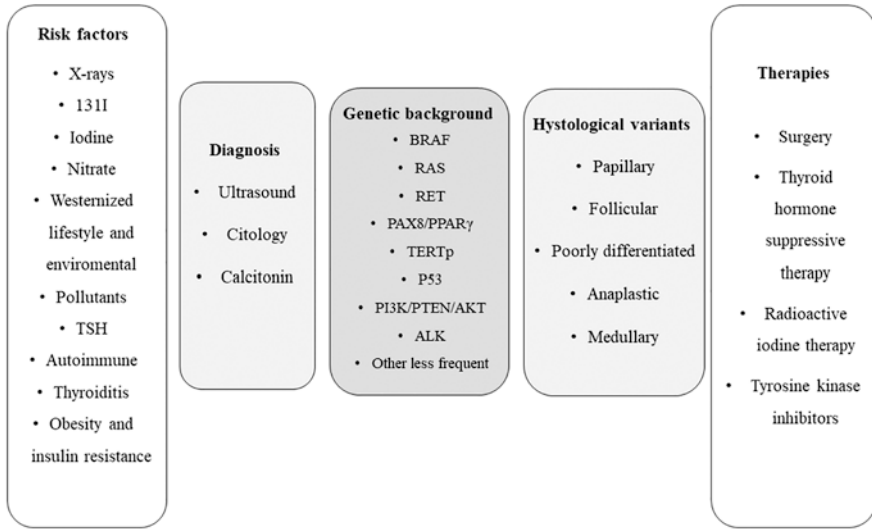 Risk factors
• X-rays
• 131I
• Iodine
• Nitrate
• Westernized
lifestyle and
enviromental
• Pollutants
• TSH
• Autoimmune
• Thyroiditis
• Obesity and
insulin resistance
Diagnosis
• Ultrasound
• Citology
• Calcitonin
Genetic background
• BRAF
• RAS
• RET
• PAX8/PPARγ
• TERTp
• P53
• PI3K/PTEN/AKT
• ALK
• Other less frequent
Hystological variants
• Papillary
• Follicular
• Poorly differentiated
• Anaplastic
• Medullary
Therapies
• Surgery
• Thyroid
hormone
suppressive
therapy
• Radioactive
iodine therapy
• Tyrosine kinase
inhibitors